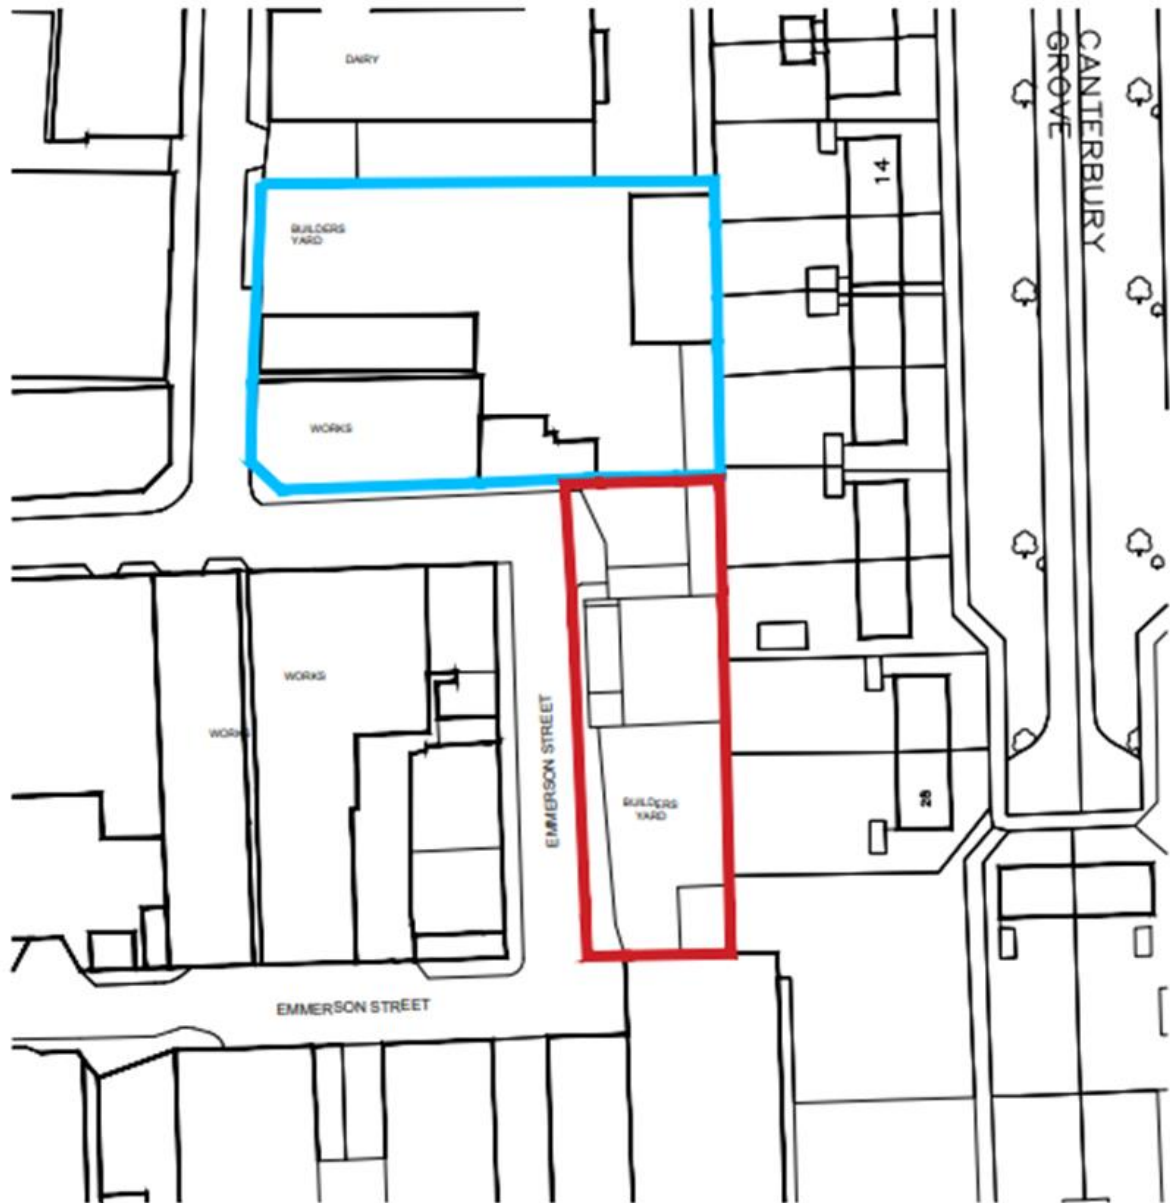 DAIRY
CANTERBURY
GROVE
14
BUILDERS
YARD
WORKS
WORKS
WORKS
EMMERSON STREET
BUILDERS
YARD
28
EMMERSON STREET